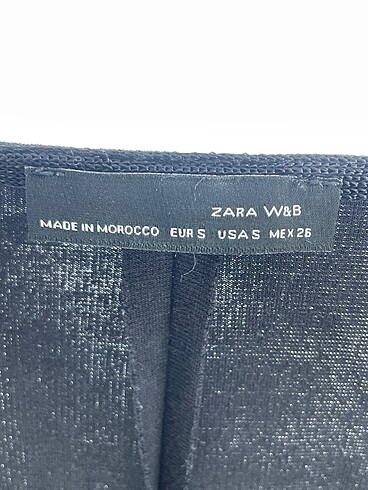 ZARA W&B
MADE IN MOROCCO EUR S USA S MEX 26